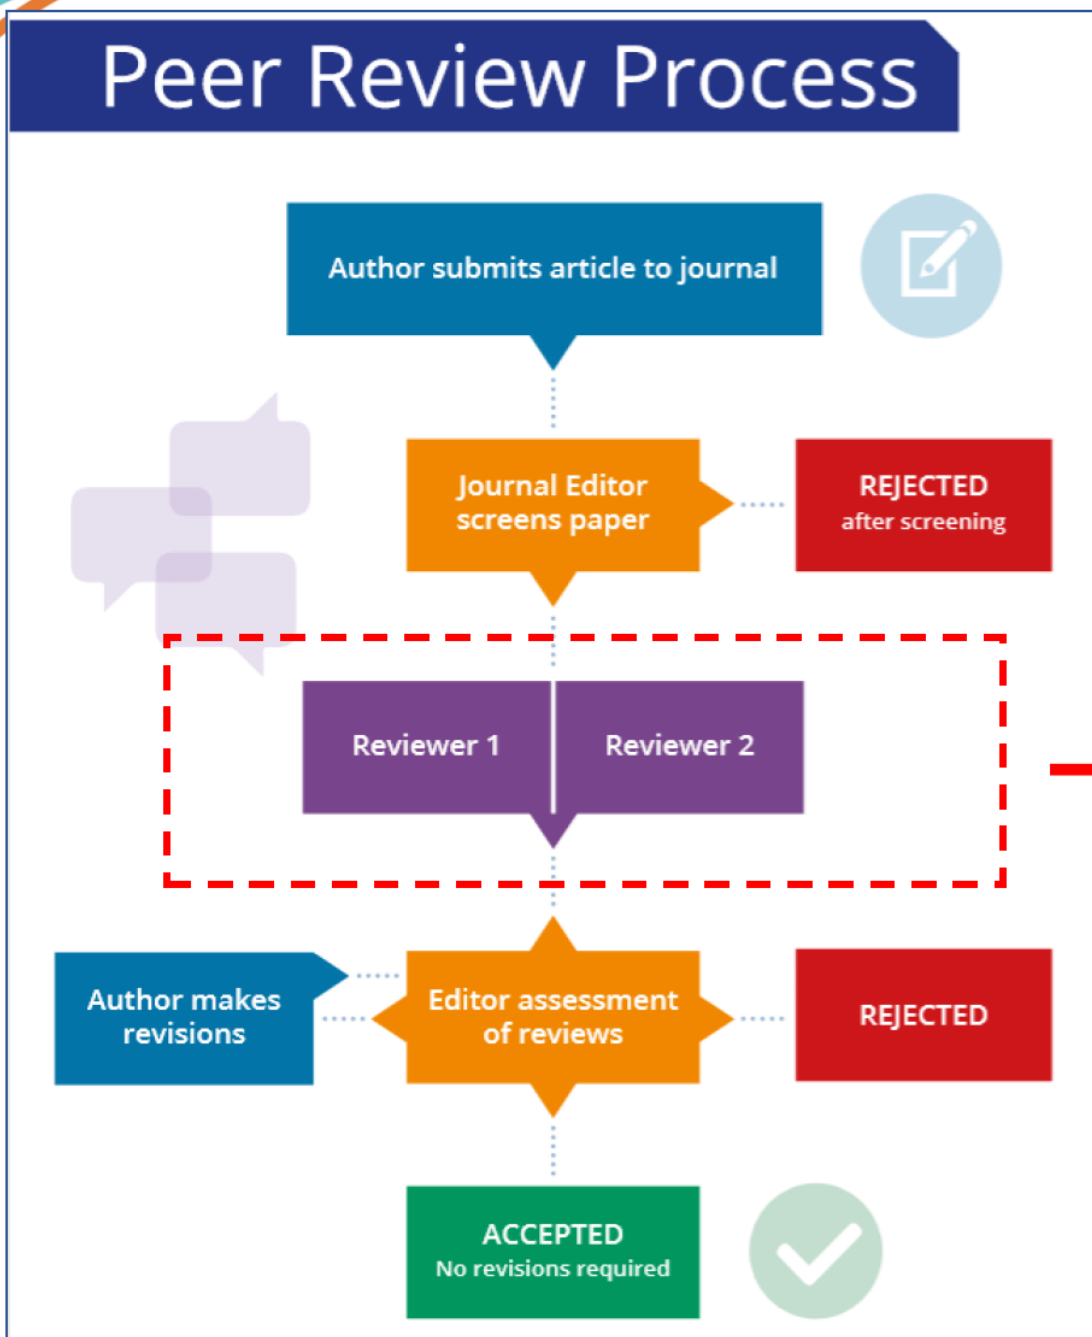 Peer Review Process
Author submits article to journal
Journal Editor
screens paper
REJECTED
after screening
Reviewer 1
Reviewer 2
Author makes
revisions
Editor assessment
of reviews
REJECTED
ACCEPTED
No revisions required